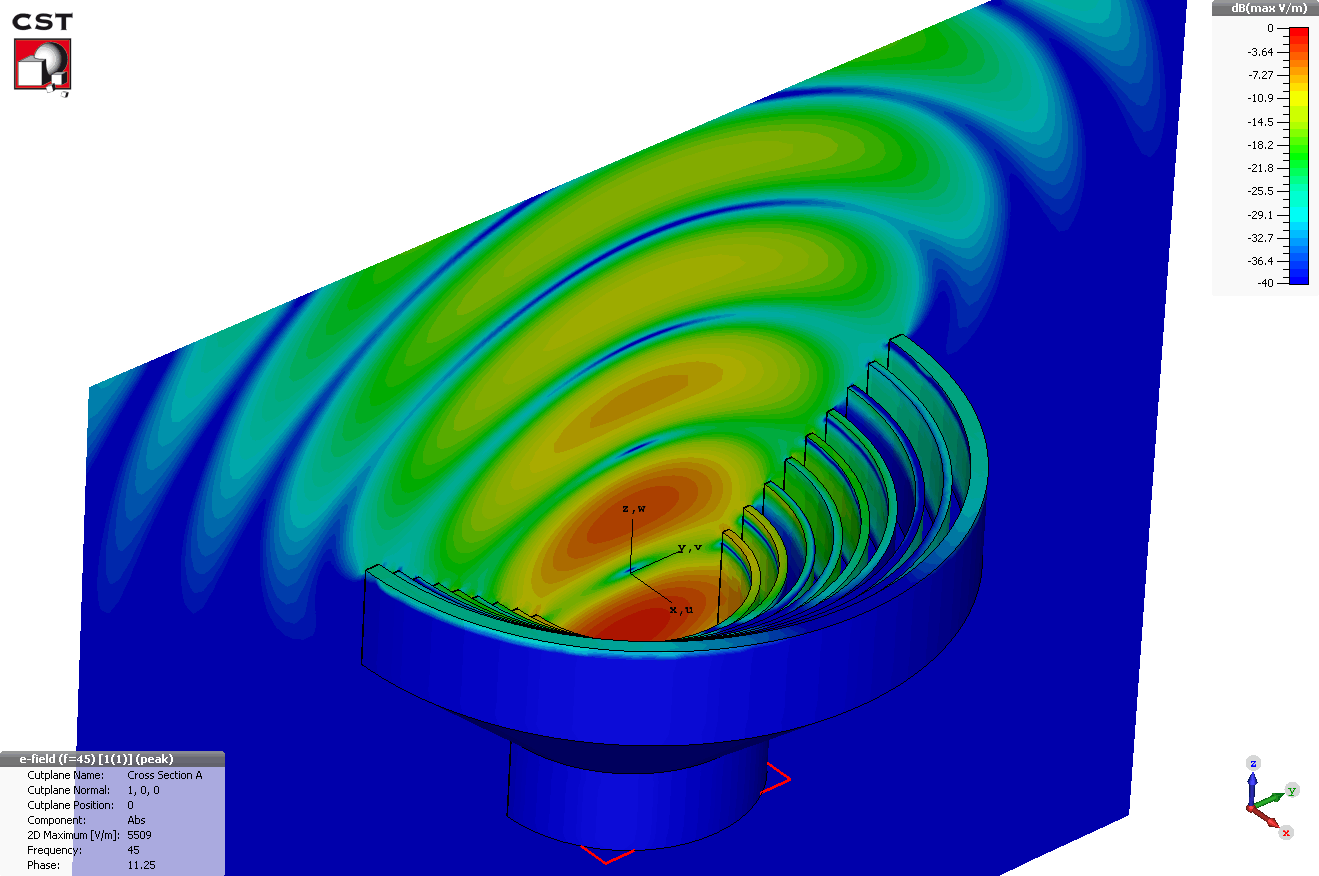 CST
dB(max V/m)
0
-3.64
-7.27
-10.9
-14.5
-18.2
-21.8
-25.5
-29.1
-32.7
-36.4
-40
z,w
y,v
x,u
e-field (f=45) [1(1)] (peak)
Cutplane Name: Cross Section A
Cutplane Normal: 1, 0, 0
Cutplane Position: 0
Component: Abs
2D Maximum [V/m]: 5509
Frequency: 45
Phase: 11.25
z
y
x